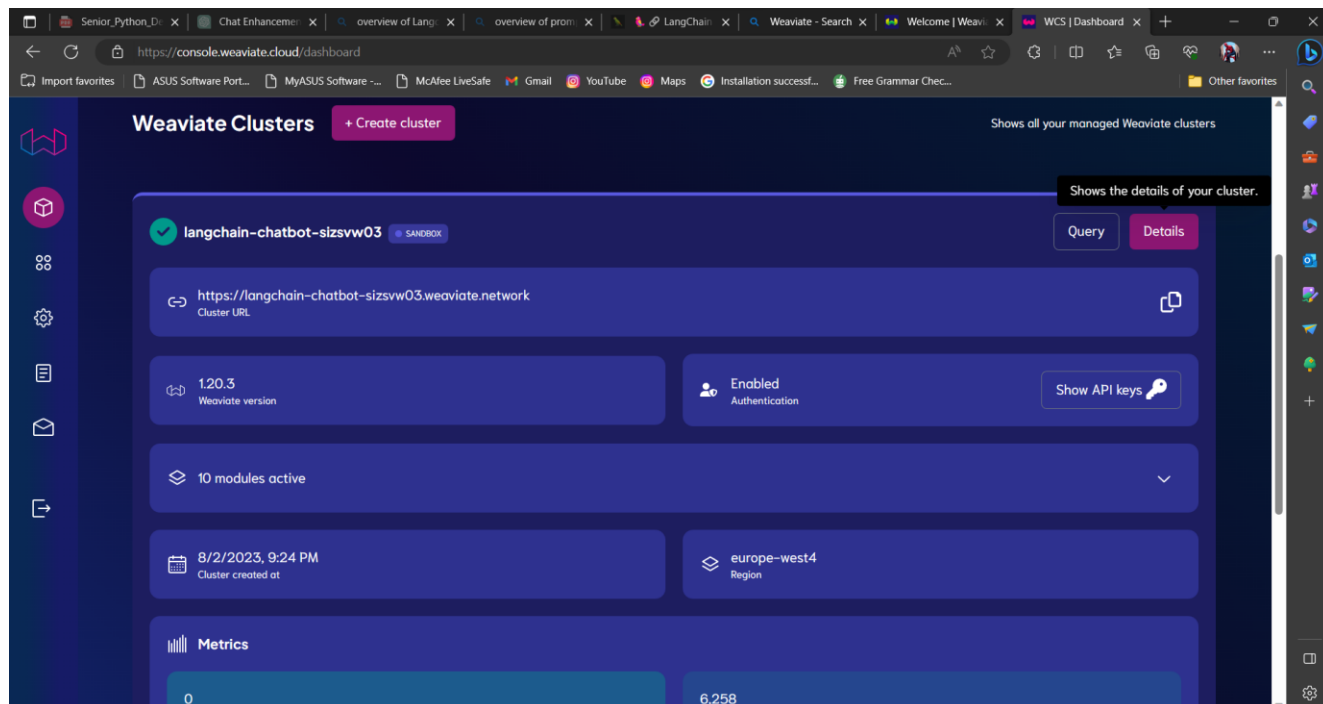 Senior_Python_De
Chat Enhancemen
overview of Lang
overview of prom
LangChain
Weaviate - Search
Welcome | Weavi
WCS | Dashboard
https://console.weaviate.cloud/dashboard
Import favorites
ASUS Software Port...
MyASUS Software -...
McAfee LiveSafe
Gmail
YouTube
Maps
Installation successf...
Free Grammar Chec...
Other favorites
Weaviate Clusters
+ Create cluster
Shows all your managed Weaviate clusters
Shows the details of your cluster.
langchain-chatbot-sizsvw03
SANDBOX
Query
Details
https://langchain-chatbot-sizsvw03.weaviate.network
Cluster URL
1.20.3
Weaviate version
Enabled
Authentication
Show API keys
10 modules active
8/2/2023, 9:24 PM
Cluster created at
europe-west4
Region
Metrics
0
6,258